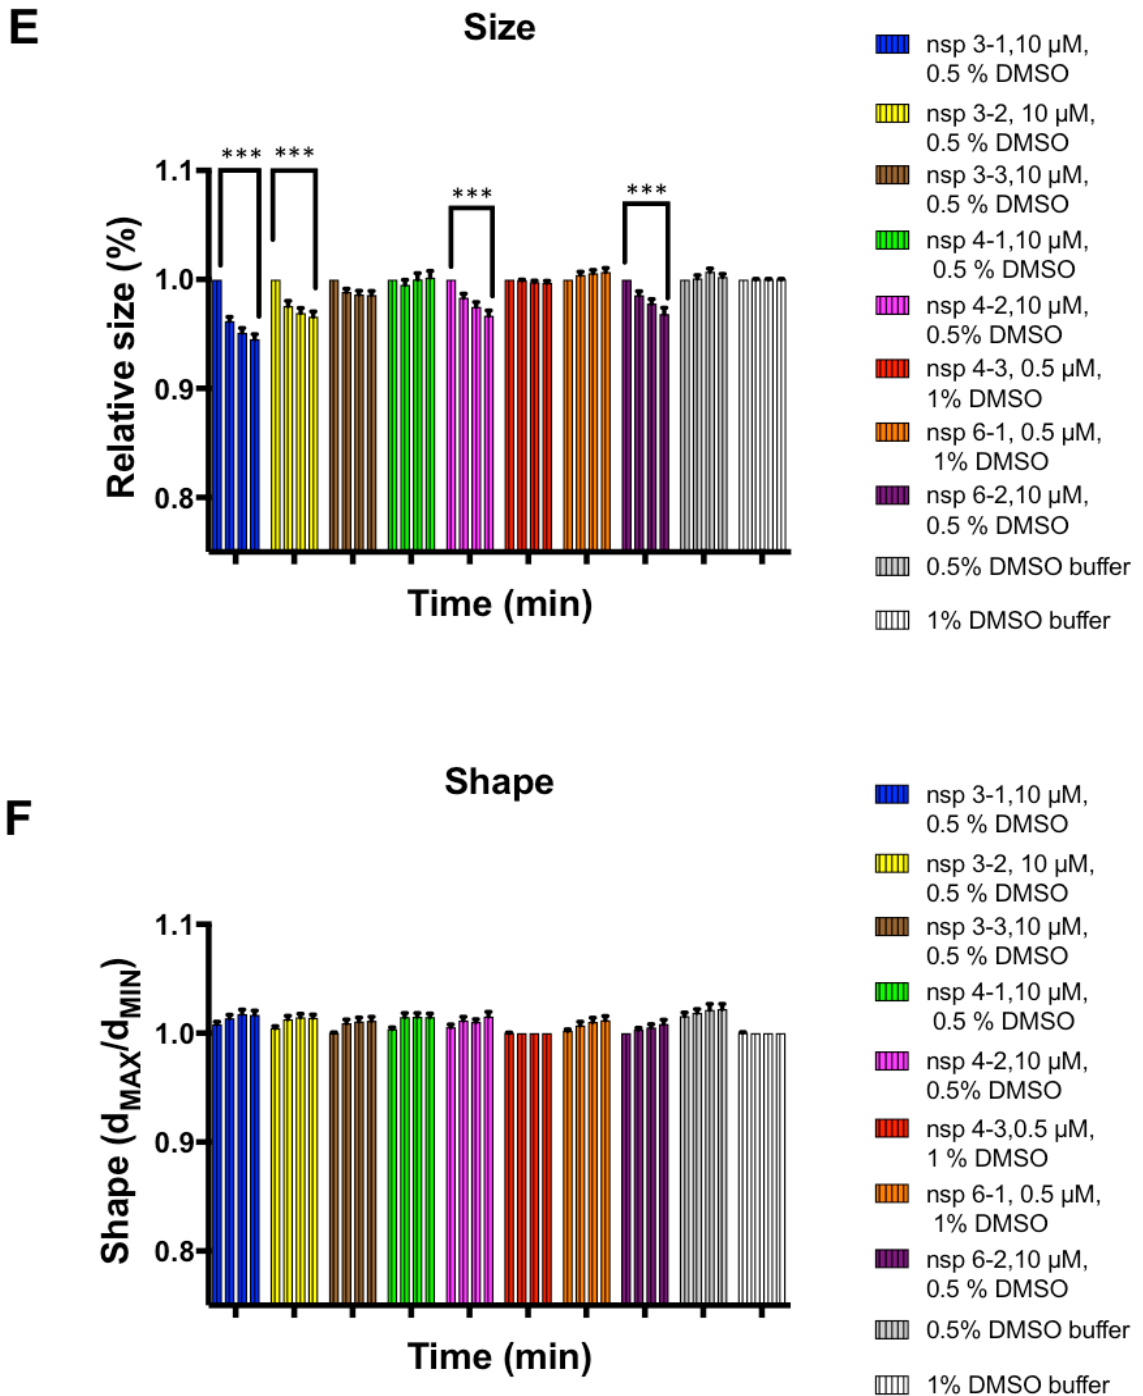 E
Size
nsp 3-1,10 µM,
0.5 % DMSO
nsp 3-2, 10 µM,
0.5 % DMSO
nsp 3-3,10 µM,
0.5 % DMSO
nsp 4-1,10 µM,
0.5 % DMSO
nsp 4-2,10 µM,
0.5% DMSO
nsp 4-3, 0.5 µM,
1% DMSO
nsp 6-1, 0.5 µM,
1% DMSO
nsp 6-2,10 µM,
0.5 % DMSO
0.5% DMSO buffer
1% DMSO buffer
*** *** *** ***
Relative size (%)
1.1
1.0
0.9
0.8
Time (min)
F
Shape
nsp 3-1,10 µM,
0.5 % DMSO
nsp 3-2, 10 µM,
0.5 % DMSO
nsp 3-3,10 µM,
0.5 % DMSO
nsp 4-1,10 µM,
0.5 % DMSO
nsp 4-2,10 µM,
0.5% DMSO
nsp 4-3,0.5 µM,
1 % DMSO
nsp 6-1, 0.5 µM,
1% DMSO
nsp 6-2,10 µM,
0.5 % DMSO
0.5% DMSO buffer
1% DMSO buffer
Shape (dMAX/dMIN)
1.1
1.0
0.9
0.8
Time (min)